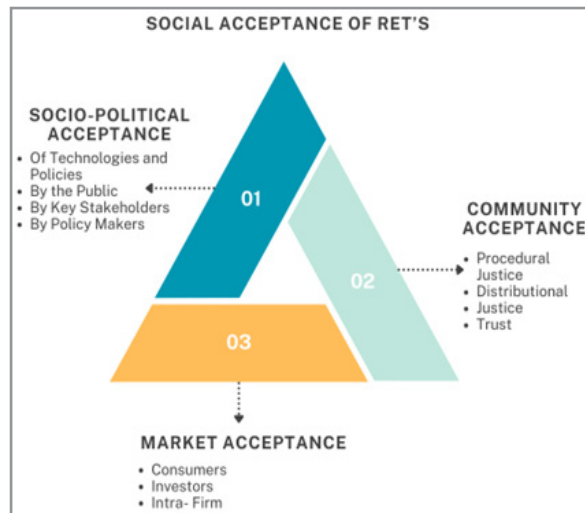 SOCIAL ACCEPTANCE OF RET'S
SOCIO-POLITICAL
ACCEPTANCE
• Of Technologies and
Policies
• By the Public
• By Key Stakeholders
• By Policy Makers
01
COMMUNITY
ACCEPTANCE
• Procedural
Justice
• Distributional
• Justice
• Trust
02
03
MARKET ACCEPTANCE
• Consumers
• Investors
• Intra- Firm